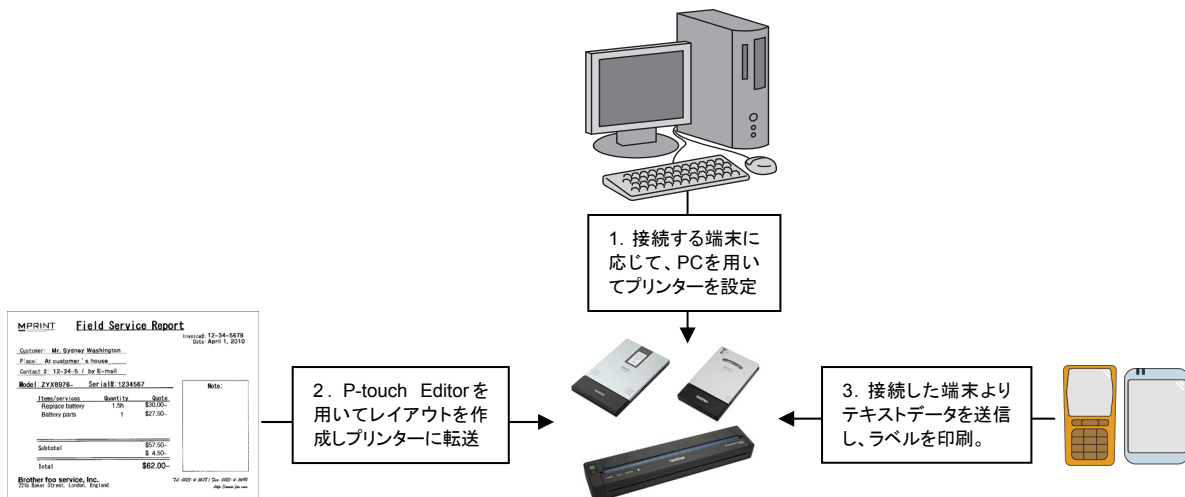 1. 接続する端末に
応じて、PCを用い
てプリンターを設定
MPRINT Field Service Report
Invoice#: 12-34-5678
Date: April 1, 2010
Customer: Mr. Sydney Washington
Place: At customer's house
Contact #: 12-34-5 / by E-mail
Model: ZYX8976- Serial#: 1234567
Note:
Items/services Quantity Quote
Replace battery 1.5h $30.00-
Battery parts 1 $27.50-
Subtotal $57.50-
$ 4.50-
Total $62.00-
Brother foo service, Inc.
221b Baker Street, London, England
2. P-touch Editorを
用いてレイアウトを作
成しプリンターに転送
brother
3. 接続した端末より
テキストデータを送信
し、ラベルを印刷。